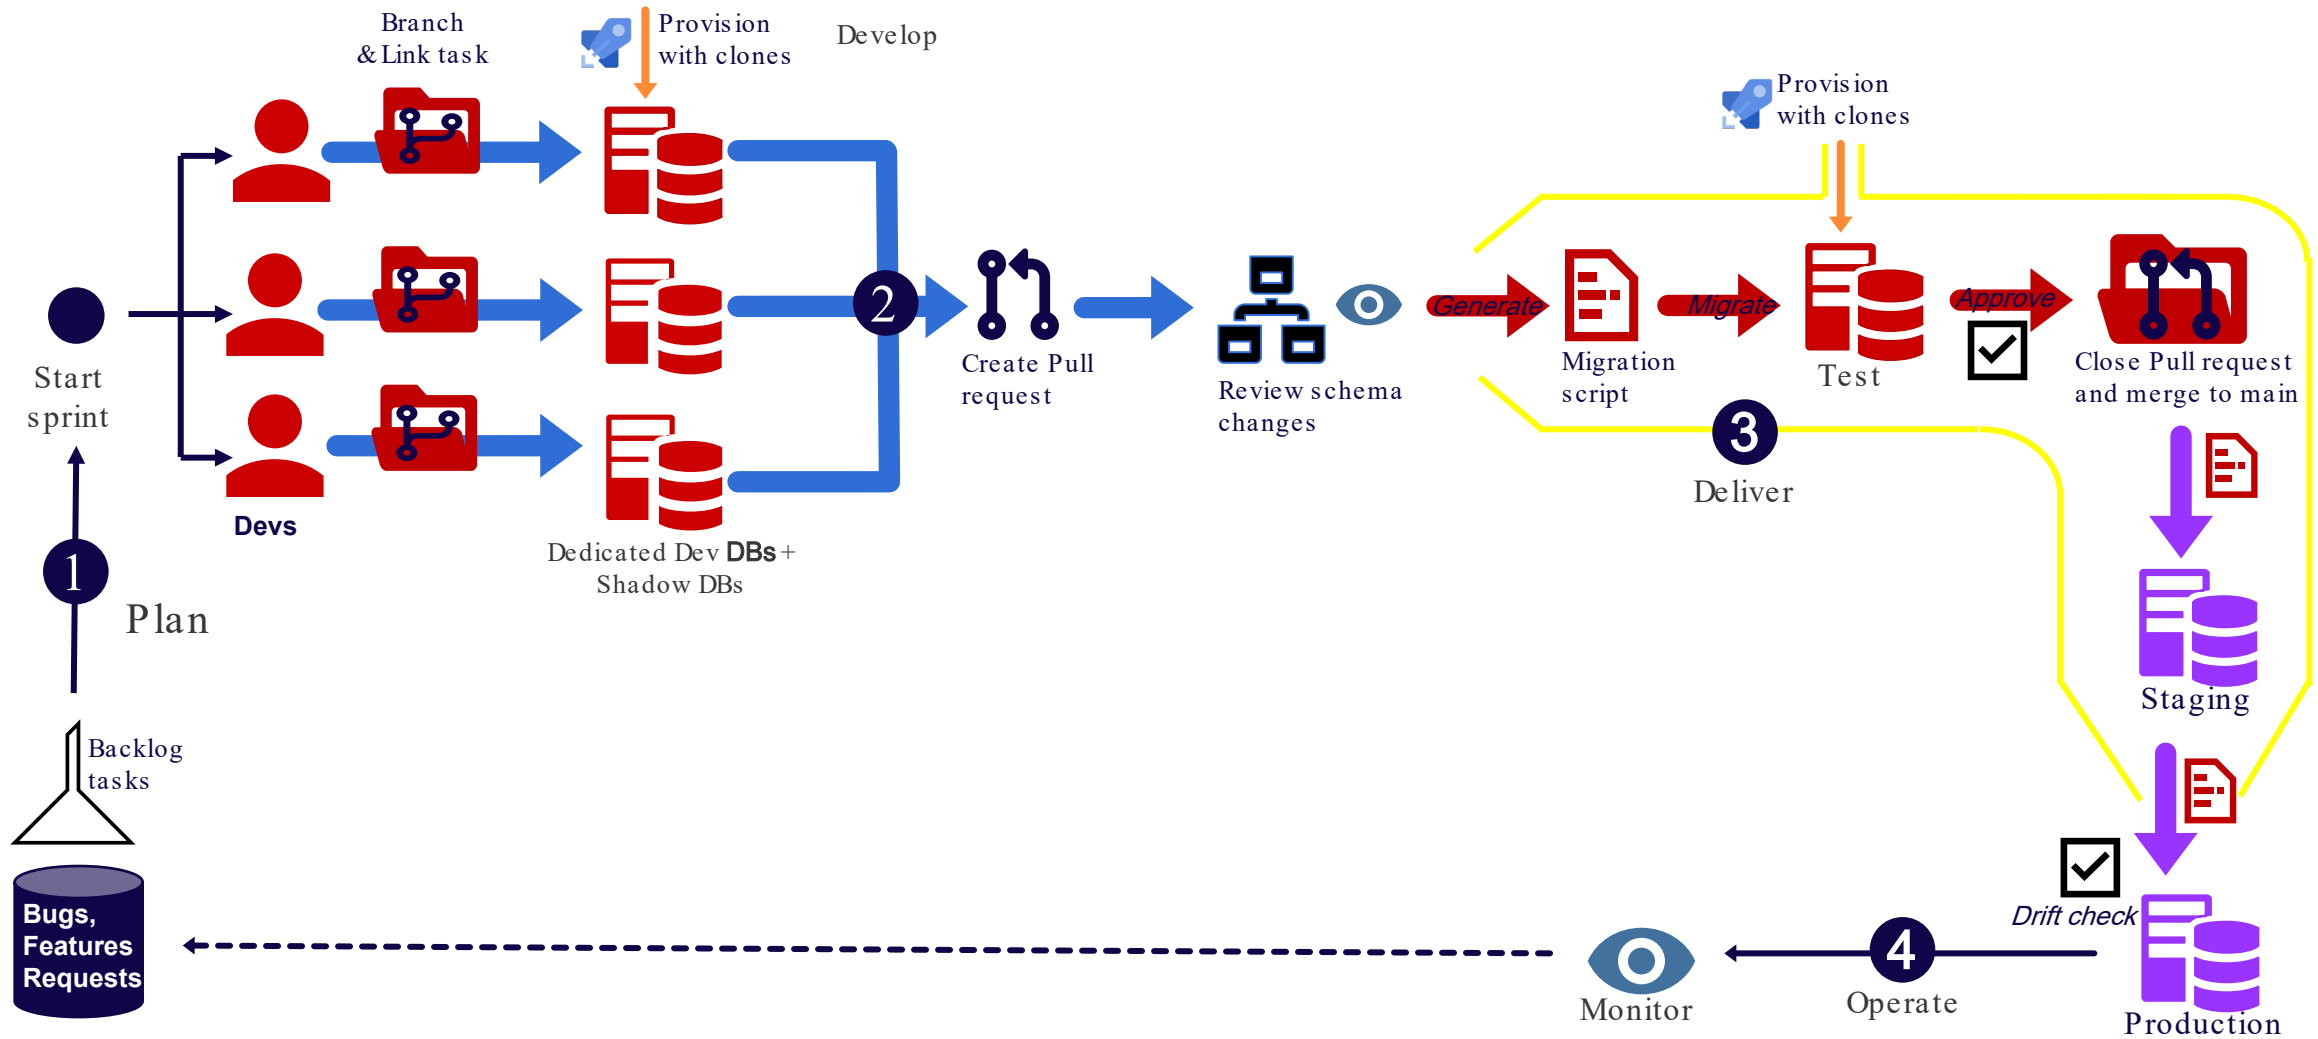 Branch
& Link task
Provision
with clones
Develop
Provision
with clones
Start
sprint
Devs
2
Create Pull
request
Review schema
changes
Generate
Migration
script
Migrate
Test
Approve
Close Pull request
and merge to main
3
Deliver
Dedicated Dev DBs +
Shadow DBs
1
Plan
Staging
Backlog
tasks
Bugs,
Features
Requests
Drift check
Monitor
4
Operate
Production